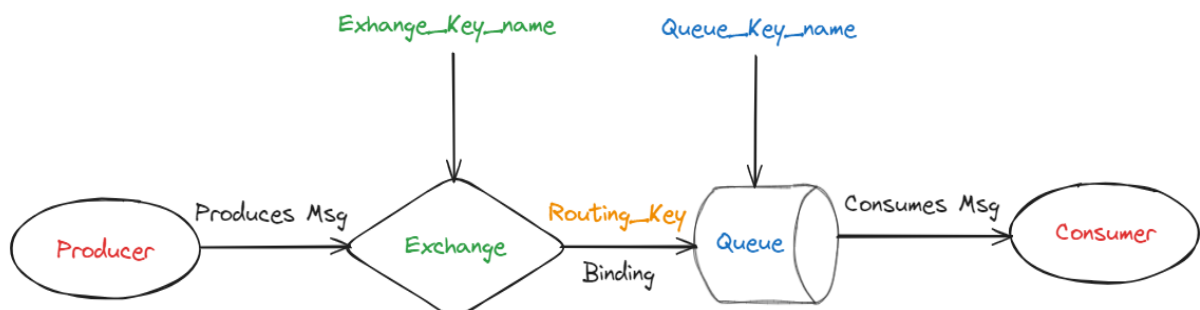 Exhange_Key_name
Queue_Key_name
Produces Msg
Routing_Key
Consumes Msg
Producer
Exchange
Queue
Consumer
Binding